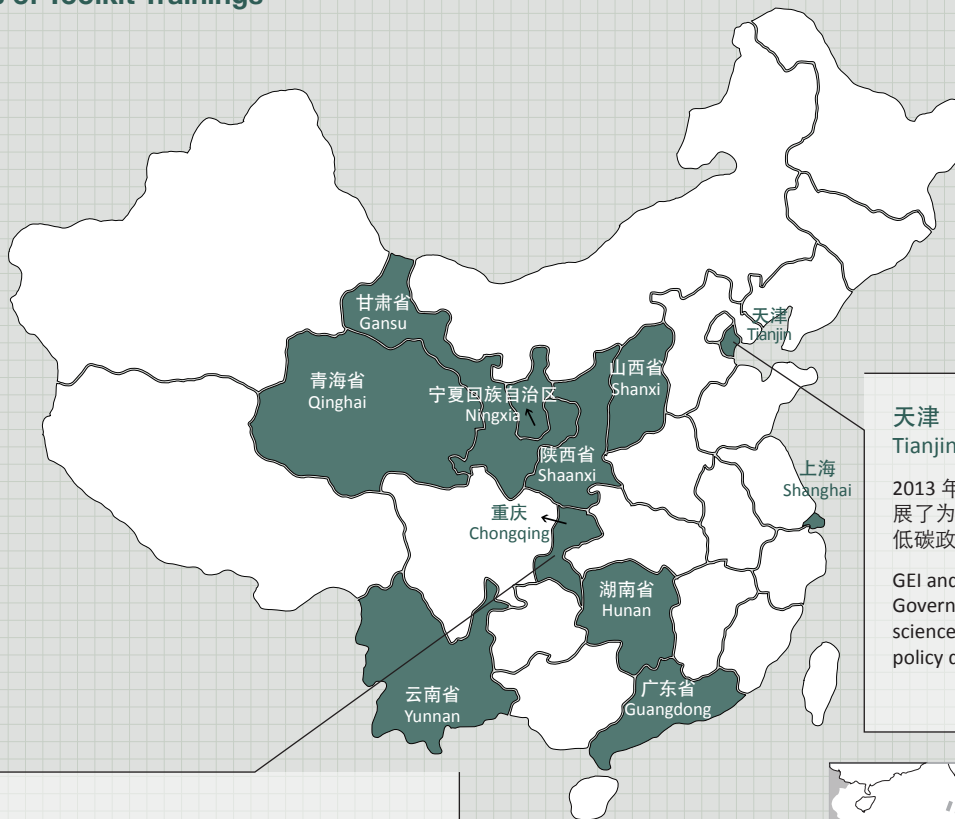 of Toolkit Trainings
甘肃省
Gansu
天津
Tianjin
青海省
Qinghai
宁夏回族自治区
Ningxia
山西省
Shanxi
陕西省
Shaanxi
上海
Shanghai
重庆
Chongqing
湖南省
Hunan
云南省
Yunnan
广东省
Guangdong
天津
Tianjin
2013 年
展了为
低碳政
GEI and
Govern
science
policy